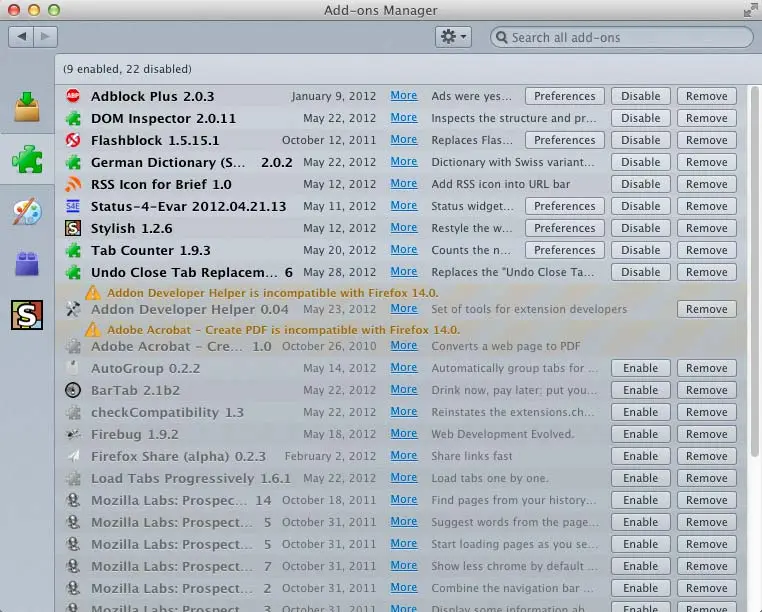 Add-ons Manager
Search all add-ons
(9 enabled, 22 disabled)
ABP Adblock Plus 2.0.3 January 9, 2012 More Ads were yes... Preferences Disable Remove
DOM Inspector 2.0.11 May 22, 2012 More Inspects the structure and pr... Disable Remove
Flashblock 1.5.15.1 October 12, 2011 More Replaces Flas... Preferences Disable Remove
German Dictionary (S... 2.0.2 May 22, 2012 More Dictionary with Swiss variant... Disable Remove
RSS Icon for Brief 1.0 May 12, 2012 More Add RSS icon into URL bar Disable Remove
S4E Status-4-Evar 2012.04.21.13 May 11, 2012 More Status widget... Preferences Disable Remove
S Stylish 1.2.6 May 12, 2012 More Restyle the w... Preferences Disable Remove
Tab Counter 1.9.3 May 20, 2012 More Counts the n... Preferences Disable Remove
Undo Close Tab Replacem... 6 May 28, 2012 More Replaces the "Undo Close Ta... Disable Remove
Addon Developer Helper is incompatible with Firefox 14.0.
Addon Developer Helper 0.04 May 23, 2012 More Set of tools for extension developers Remove
S
Adobe Acrobat - Create PDF is incompatible with Firefox 14.0.
Adobe Acrobat - Cre... 1.0 October 26, 2010 More Converts a web page to PDF
AutoGroup 0.2.2 May 14, 2012 More Automatically group tabs for ... Enable Remove
BarTab 2.1b2 May 22, 2012 More Drink now, pay later: put you... Enable Remove
checkCompatibility 1.3 May 22, 2012 More Reinstates the extensions.ch... Enable Remove
Firebug 1.9.2 May 18, 2012 More Web Development Evolved. Enable Remove
Firefox Share (alpha) 0.2.3 February 2, 2012 More Share links fast Enable Remove
Load Tabs Progressively 1.6.1 May 22, 2012 More Load tabs one by one. Enable Remove
Mozilla Labs: Prospec... 14 October 18, 2011 More Find pages from your history... Enable Remove
Mozilla Labs: Prospect... 5 October 31, 2011 More Suggest words from the page... Enable Remove
Mozilla Labs: Prospect... 5 October 31, 2011 More Start loading pages as you se... Enable Remove
Mozilla Labs: Prospect... 7 October 31, 2011 More Show less chrome by default ... Enable Remove
Mozilla Labs: Prospect... 2 October 31, 2011 More Combine the navigation bar ... Enable Remove
Mozilla Labs: Prospect... 3 October 31, 2011 More Display some information ab... Enable Remove